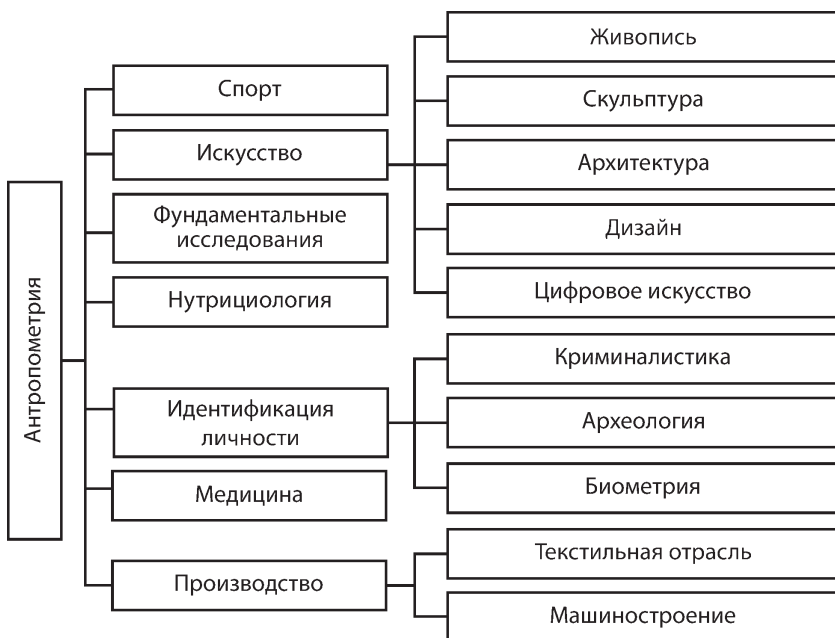 Антропометрия
Спорт
Искусство
Фундаментальные
исследования
Нутрициология
Идентификация
личности
Медицина
Производство
Живопись
Скульптура
Архитектура
Дизайн
Цифровое искусство
Криминалистика
Археология
Биометрия
Текстильная отрасль
Машиностроение